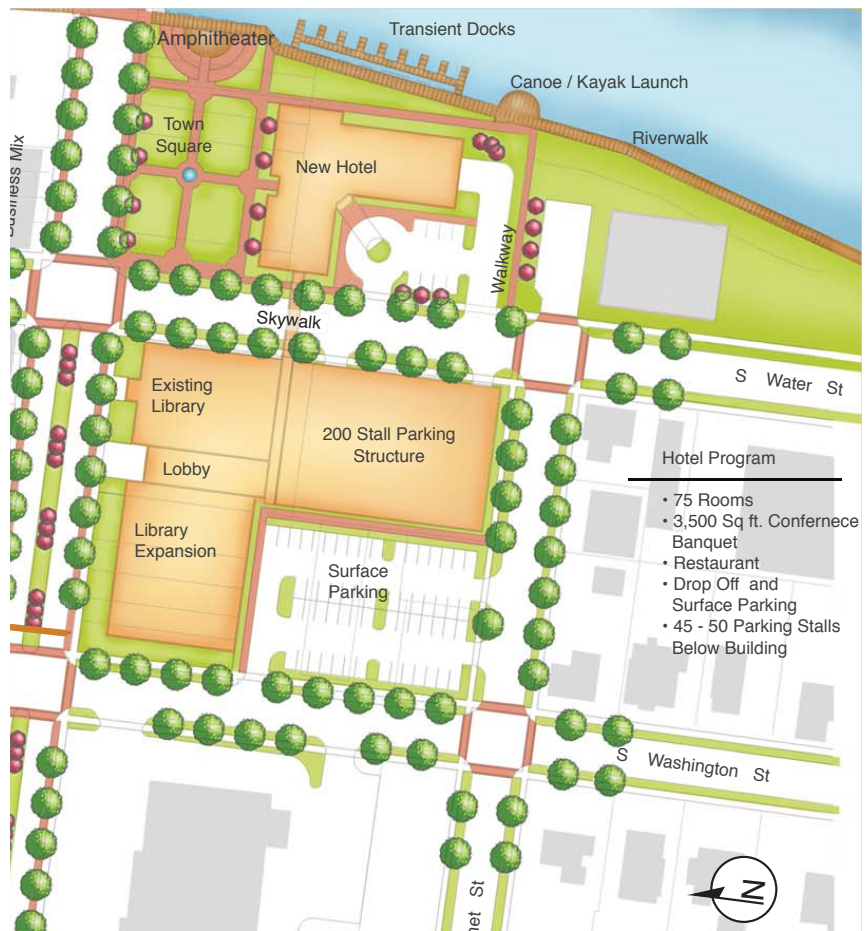 Amphitheater
Transient Docks
Canoe / Kayak Launch
Riverwalk
Town
Square
New Hotel
Mix
Walkway
Skywalk
S Water St
Existing
Library
200 Stall Parking
Structure
Lobby
Library
Expansion
Surface
Parking
Hotel Program
• 75 Rooms
• 3,500 Sq ft. Confernece
Banquet
• Restaurant
• Drop Off and
Surface Parking
• 45 - 50 Parking Stalls
Below Building
S Washington St
St
N